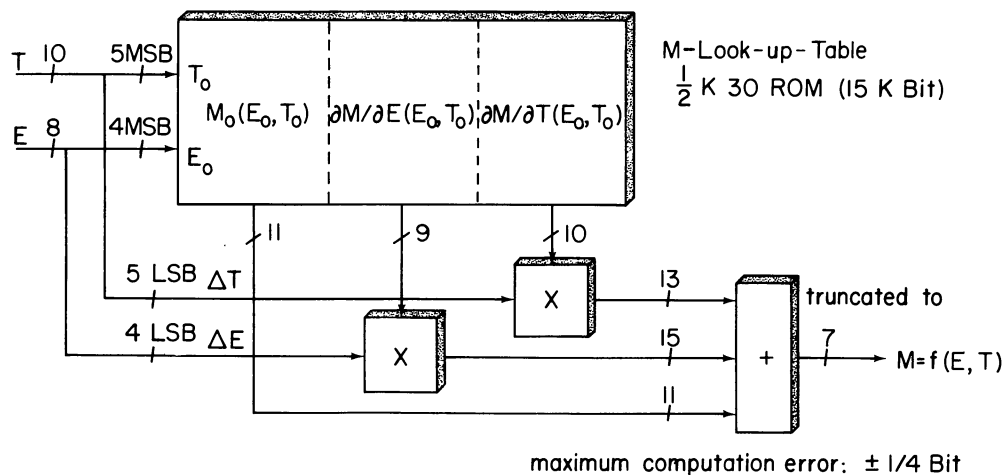 T 10 5MSB
T₀
E 8 4MSB
E₀
M₀(E₀,T₀) ∂M/∂E(E₀,T₀) ∂M/∂T(E₀,T₀)
M-Look-up-Table
½ K 30 ROM (15 K Bit)
11 9 10
5 LSB ΔT X 13
4 LSB ΔE X 15
11
+
truncated to
7
M=f(E,T)
maximum computation error: ± 1/4 Bit